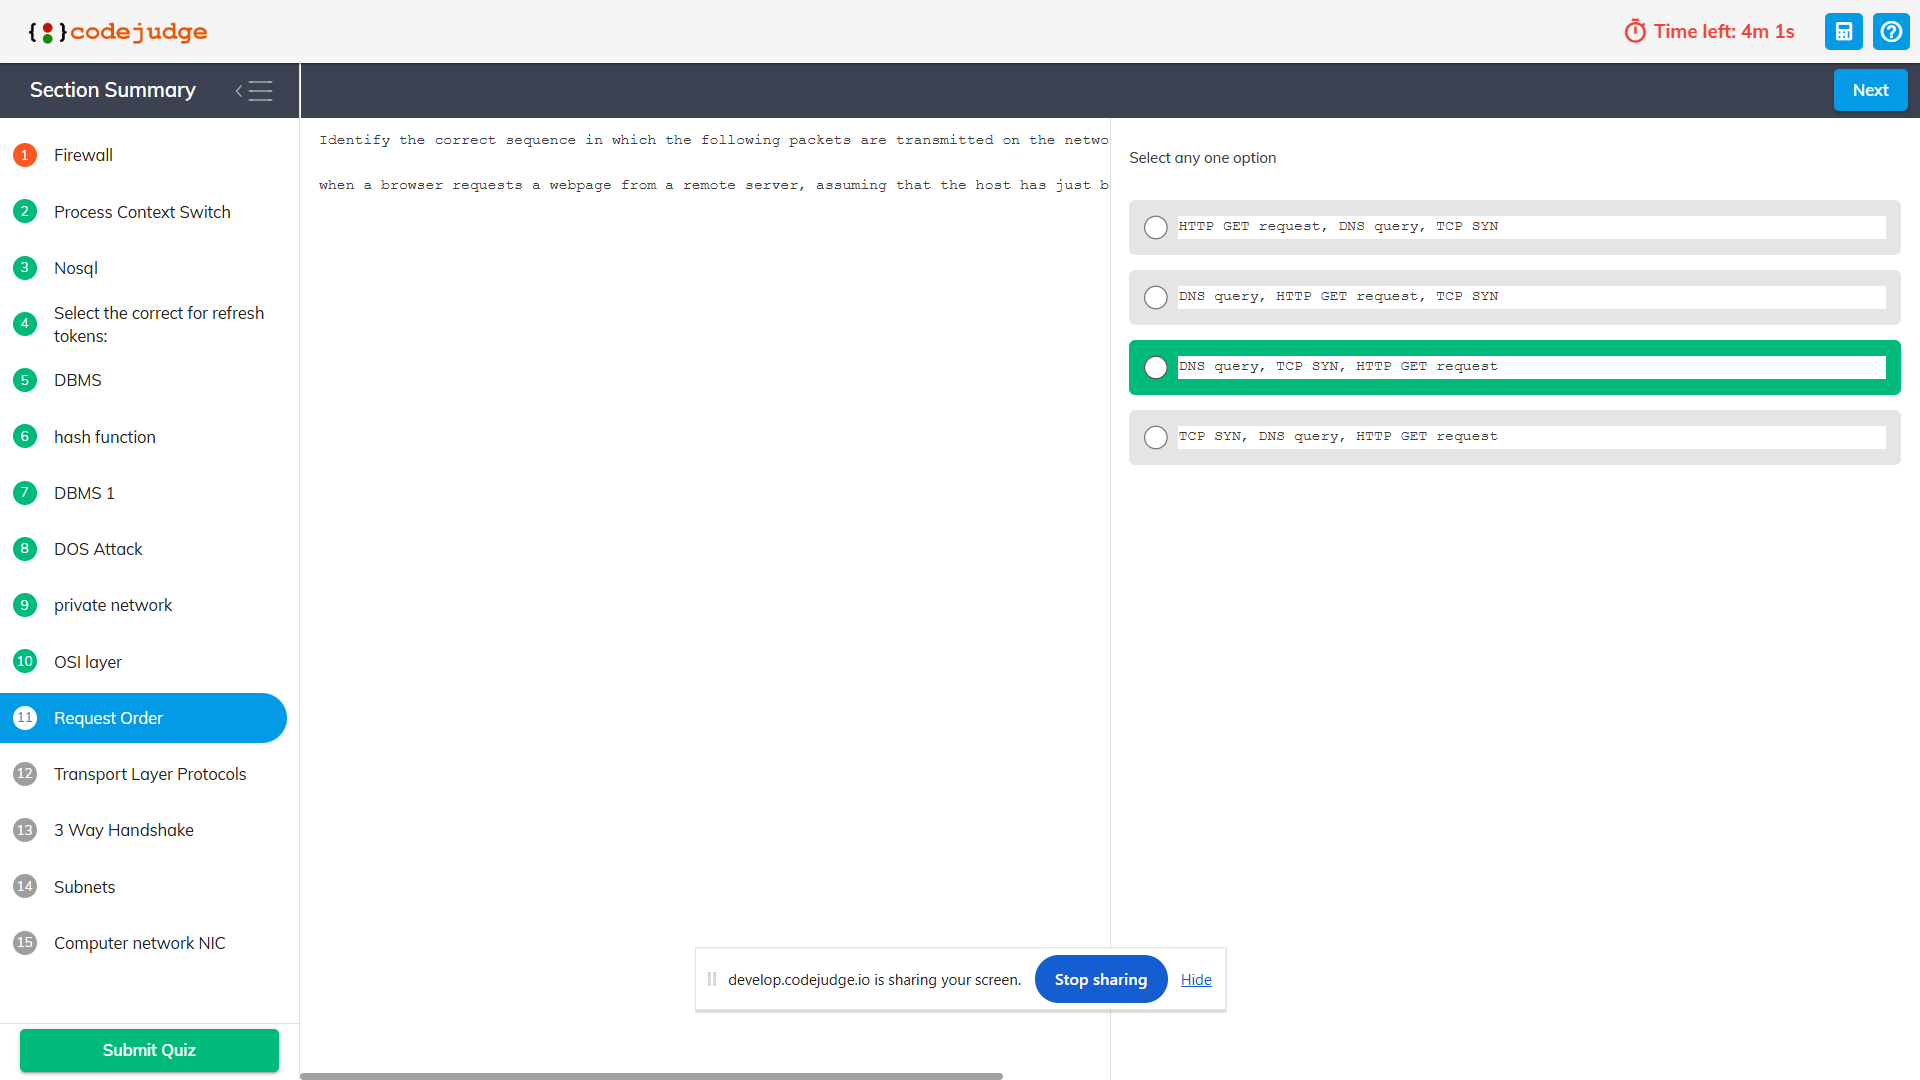 { } codejudge
Time left: 4m 1s
Section Summary
Next
1 Firewall
2 Process Context Switch
3 Nosql
4 Select the correct for refresh
tokens:
5 DBMS
6 hash function
7 DBMS 1
8 DOS Attack
9 private network
10 OSI layer
11 Request Order
12 Transport Layer Protocols
13 3 Way Handshake
14 Subnets
15 Computer network NIC
Submit Quiz
Identify the correct sequence in which the following packets are transmitted on the netwo
when a browser requests a webpage from a remote server, assuming that the host has just b
Select any one option
HTTP GET request, DNS query, TCP SYN
DNS query, HTTP GET request, TCP SYN
DNS query, TCP SYN, HTTP GET request
TCP SYN, DNS query, HTTP GET request
develop.codejudge.io is sharing your screen.
Stop sharing
Hide